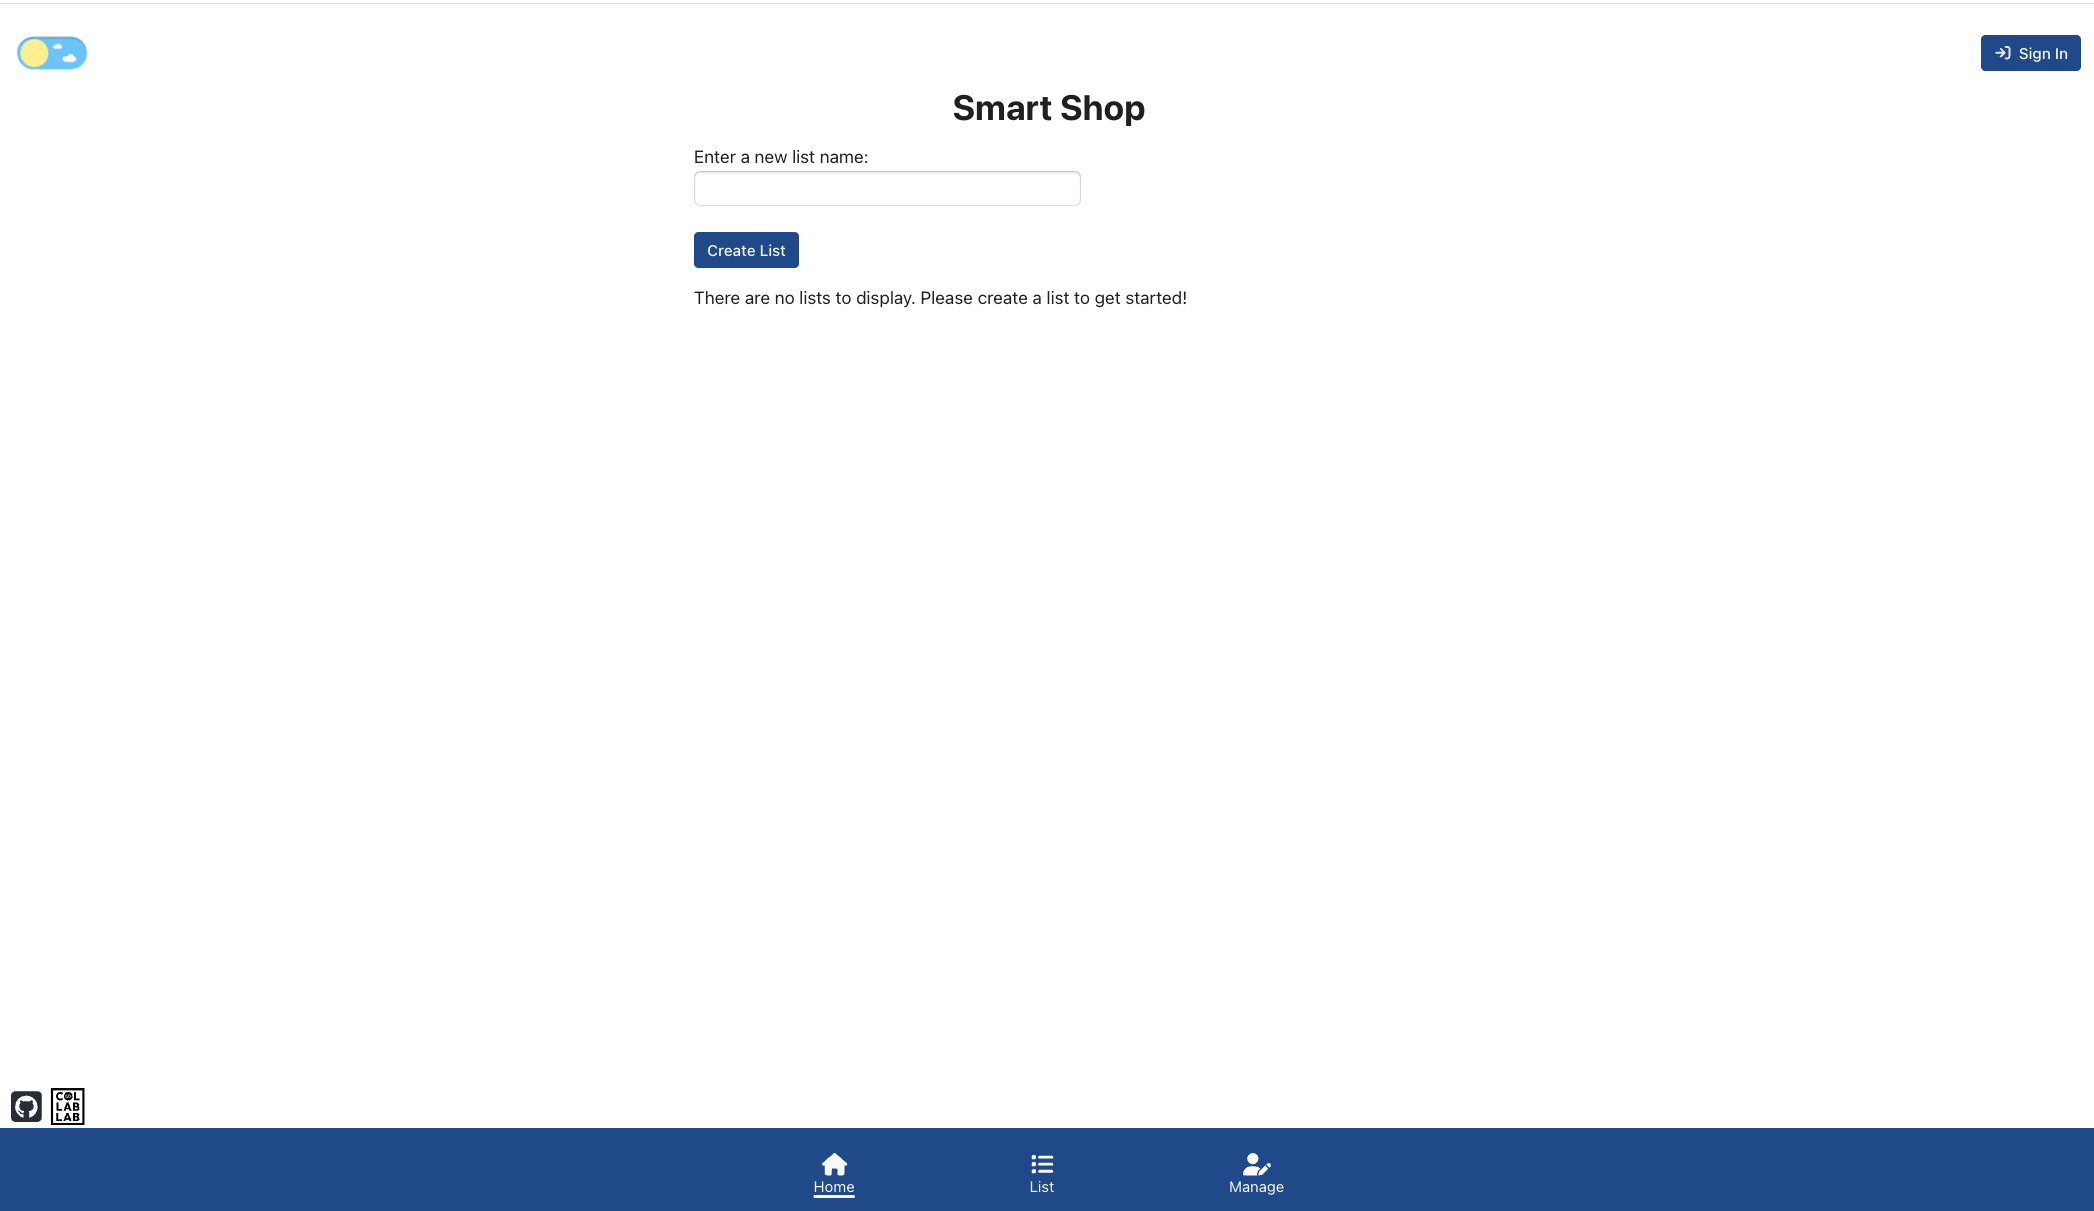 Sign In
Smart Shop
Enter a new list name:
Create List
There are no lists to display. Please create a list to get started!
COL
LAB
LAB
Home
List
Manage